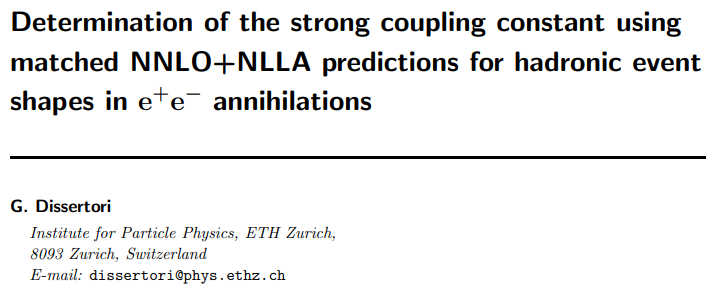 Determination of the strong coupling constant using
matched NNLO+NLLA predictions for hadronic event
shapes in e⁺e⁻ annihilations
G. Dissertori
Institute for Particle Physics, ETH Zurich,
8093 Zurich, Switzerland
E-mail: dissertori@phys.ethz.ch